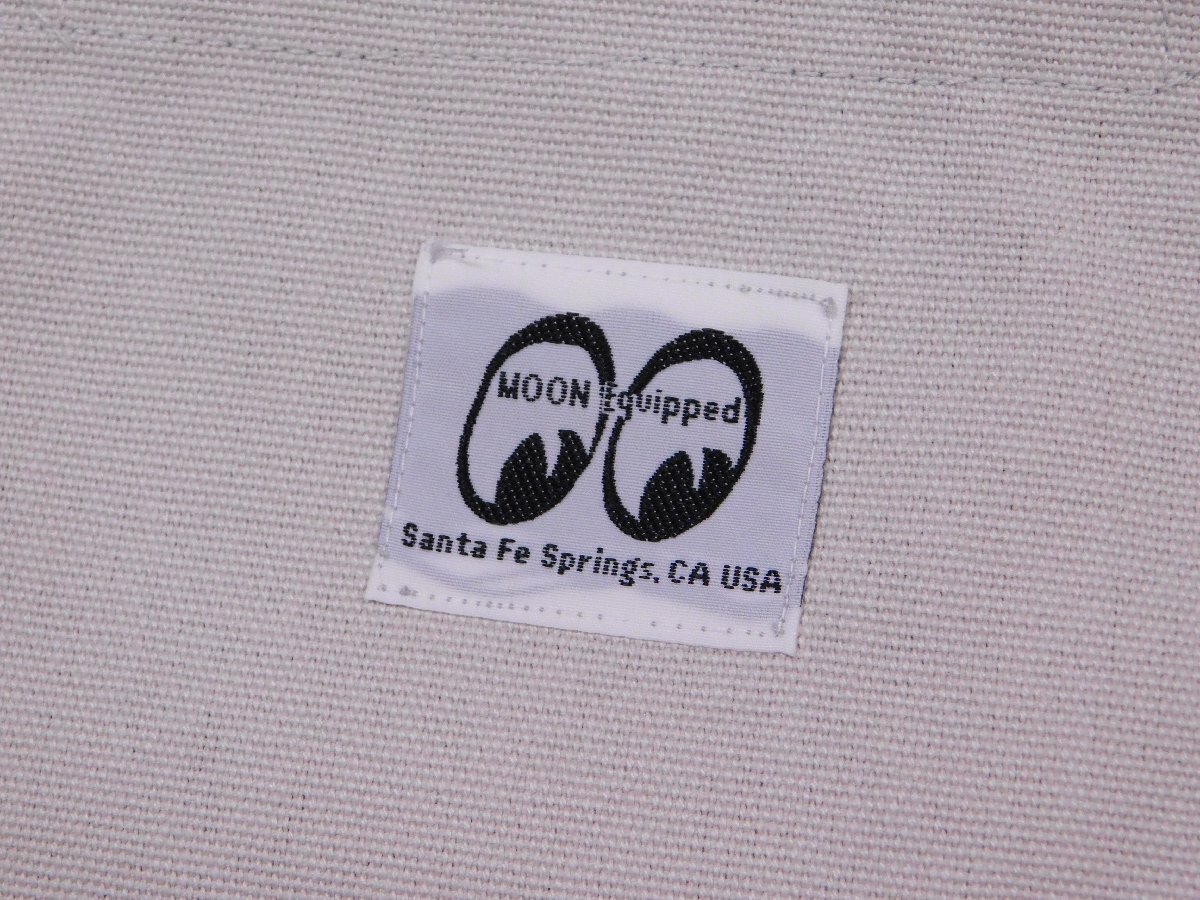 MOON Equipped
Santa Fe Springs, CA USA